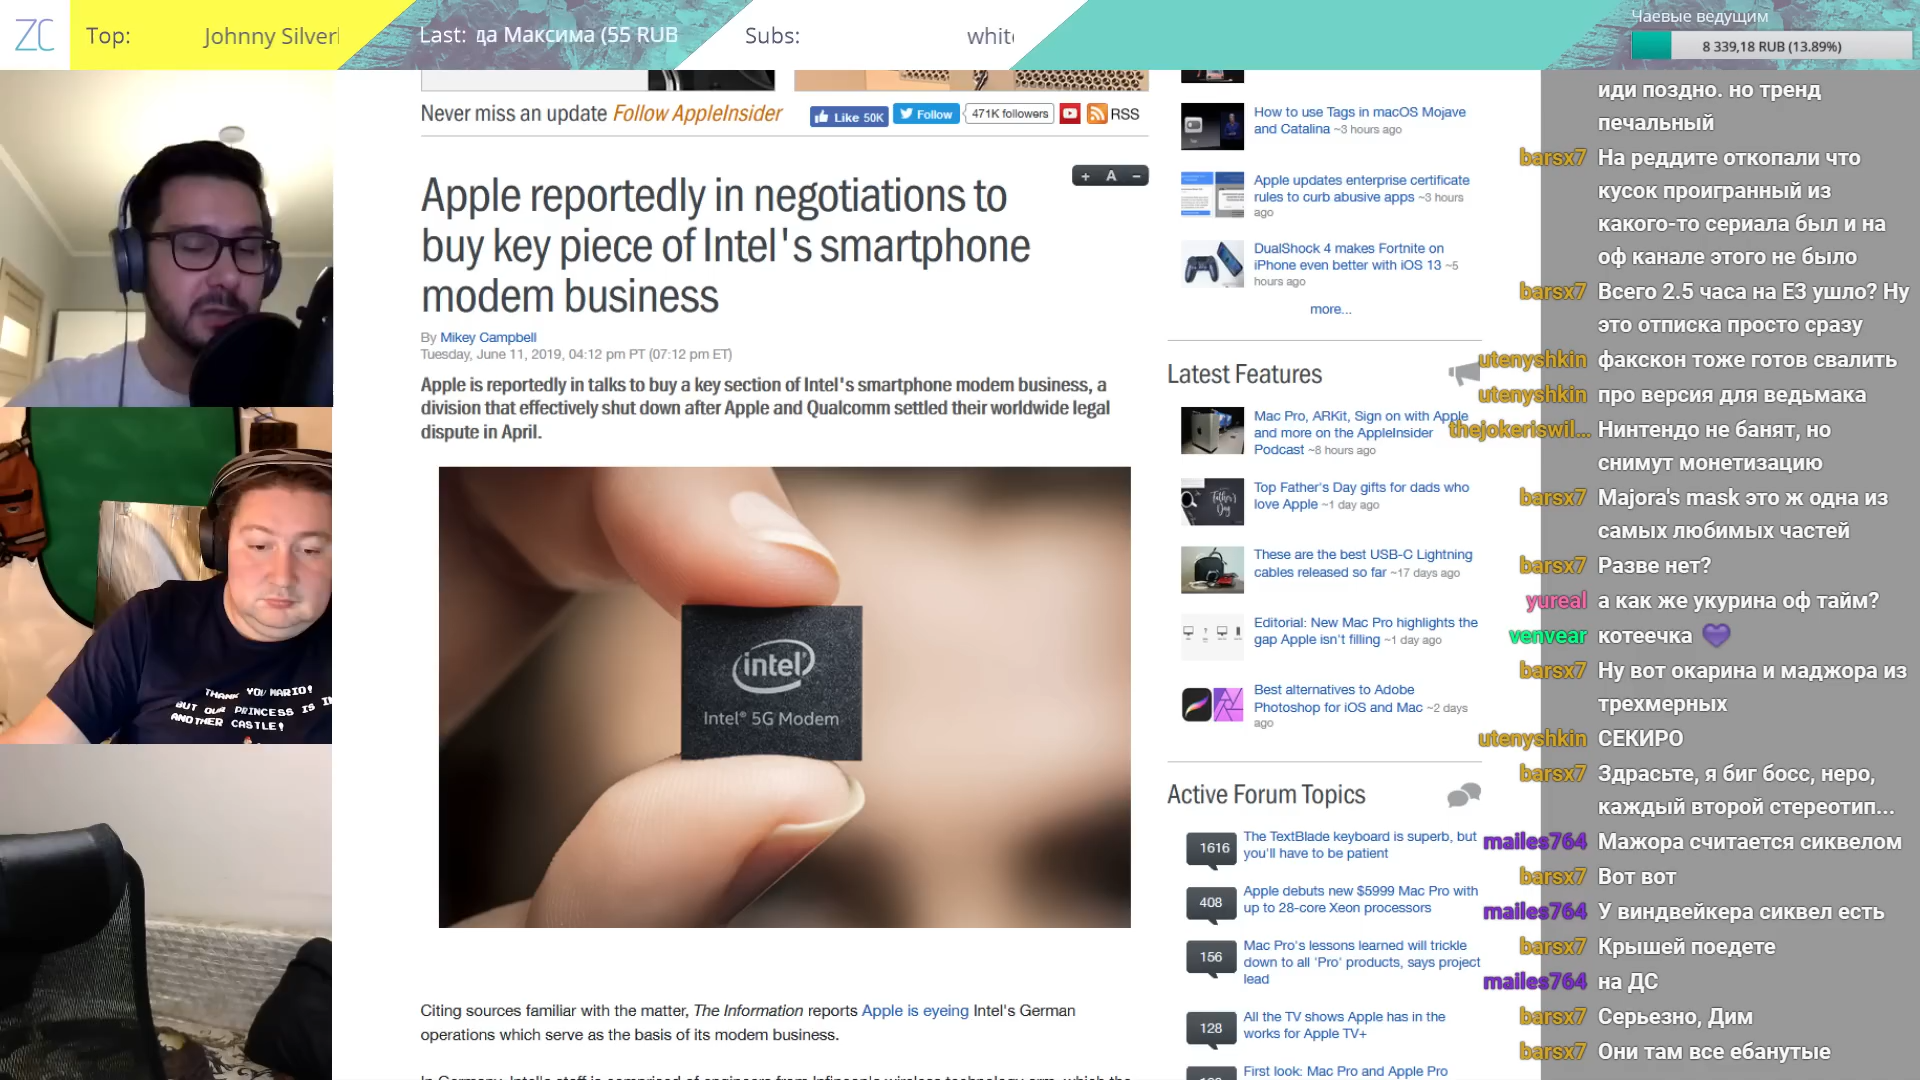 ZC
Top:
Johnny Silver
Last: да Максима (55 RUB
Subs:
white
Чаевые ведущим
8 339,18 RUB (13.89%)
Never miss an update Follow AppleInsider
Like 50K
Follow
471K followers
RSS
+ A −
Apple reportedly in negotiations to
buy key piece of Intel's smartphone
modem business
By Mikey Campbell
Tuesday, June 11, 2019, 04:12 pm PT (07:12 pm ET)
Apple is reportedly in talks to buy a key section of Intel's smartphone modem business, a
division that effectively shut down after Apple and Qualcomm settled their worldwide legal
dispute in April.
intel
Intel® 5G Modem
Citing sources familiar with the matter, The Information reports Apple is eyeing Intel's German
operations which serve as the basis of its modem business.
In Germany, Intel's staff is comprised of engineers from Infineon's wireless technology arm, which the
THANK YOU MARIO!
BUT OUR PRINCESS IS IN
ANOTHER CASTLE!
How to use Tags in macOS Mojave
and Catalina ~3 hours ago
Apple updates enterprise certificate
rules to curb abusive apps ~3 hours
ago
DualShock 4 makes Fortnite on
iPhone even better with iOS 13 ~5
hours ago
more...
Latest Features
Mac Pro, ARKit, Sign on with Apple
and more on the AppleInsider
Podcast ~8 hours ago
Father's
Day
Top Father's Day gifts for dads who
love Apple ~1 day ago
These are the best USB-C Lightning
cables released so far ~17 days ago
Editorial: New Mac Pro highlights the
gap Apple isn't filling ~1 day ago
Best alternatives to Adobe
Photoshop for iOS and Mac ~2 days
ago
Active Forum Topics
1616
The TextBlade keyboard is superb, but
you'll have to be patient
408
Apple debuts new $5999 Mac Pro with
up to 28-core Xeon processors
156
Mac Pro's lessons learned will trickle
down to all 'Pro' products, says project
lead
128
All the TV shows Apple has in the
works for Apple TV+
First look: Mac Pro and Apple Pro
иди поздно. но тренд
печальный
barsx7 На реддите откопали что
кусок проигранный из
какого-то сериала был и на
оф канале этого не было
barsx7 Всего 2.5 часа на E3 ушло? Ну
это отписка просто сразу
utenyshkin факскон тоже готов свалить
utenyshkin про версия для ведьмака
thejokeriswil... Нинтендо не банят, но
снимут монетизацию
barsx7 Majora's mask это ж одна из
самых любимых частей
barsx7 Разве нет?
yureal а как же укурина оф тайм?
venvear котеечка
barsx7 Ну вот окарина и маджора из
трехмерных
utenyshkin СЕКИРО
barsx7 Здрасьте, я биг босс, неро,
каждый второй стереотип...
mailes764 Мажора считается сиквелом
barsx7 Вот вот
mailes764 У виндвейкера сиквел есть
barsx7 Крышей поедете
mailes764 на ДС
barsx7 Серьезно, Дим
barsx7 Они там все ебанутые